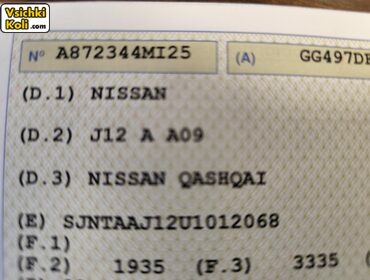 Vsichki
Koli.com
Nº A872344MI25 (A) GG497D
(D.1) NISSAN
(D.2) J12 A A09
(D.3) NISSAN QASHQAI
(E) SJNTAAJ12U1012068
(F.1)
(F.2) 1935 (F.3) 3335 (